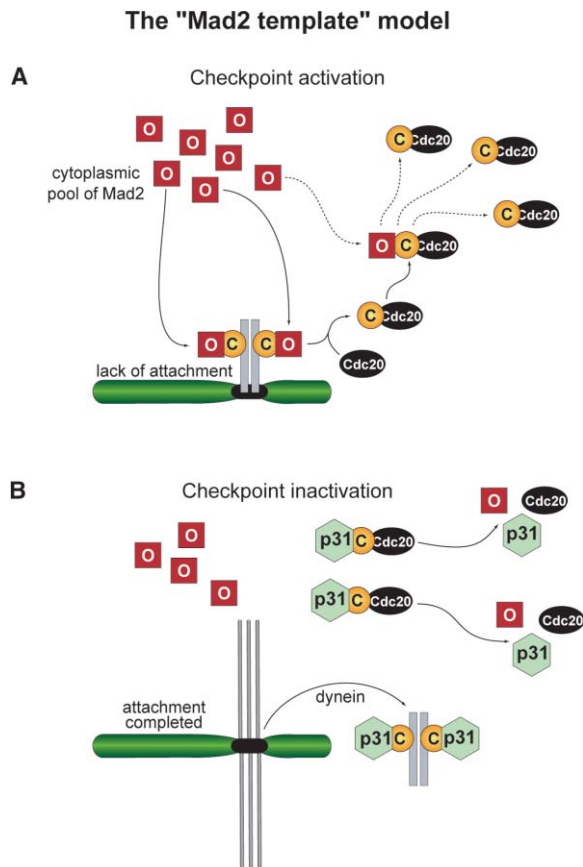 The "Mad2 template" model
A
Checkpoint activation
O
O
O
O
O
O
O
cytoplasmic
pool of Mad2
C Cdc20
C Cdc20
C Cdc20
O C Cdc20
C Cdc20
Cdc20
O C C O
lack of attachment
B
Checkpoint inactivation
O
O
O
O
p31 C Cdc20
O Cdc20
p31
p31 C Cdc20
O Cdc20
p31
attachment
completed
dynein
p31 C C p31